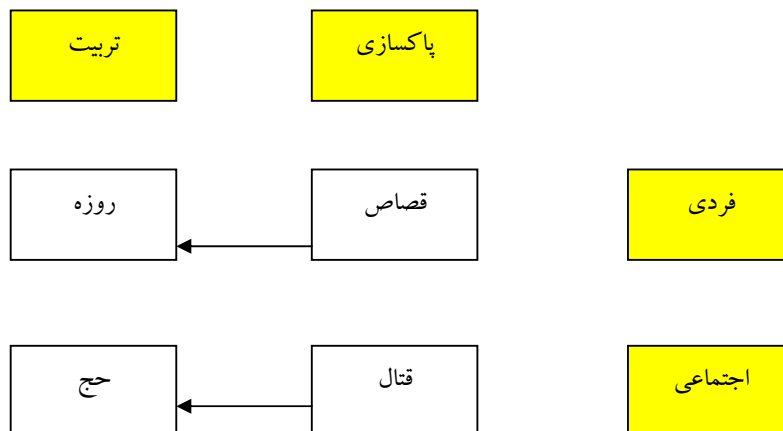 پاکسازی
تربیت
فردی
قصاص
روزه
اجتماعی
قتال
حج